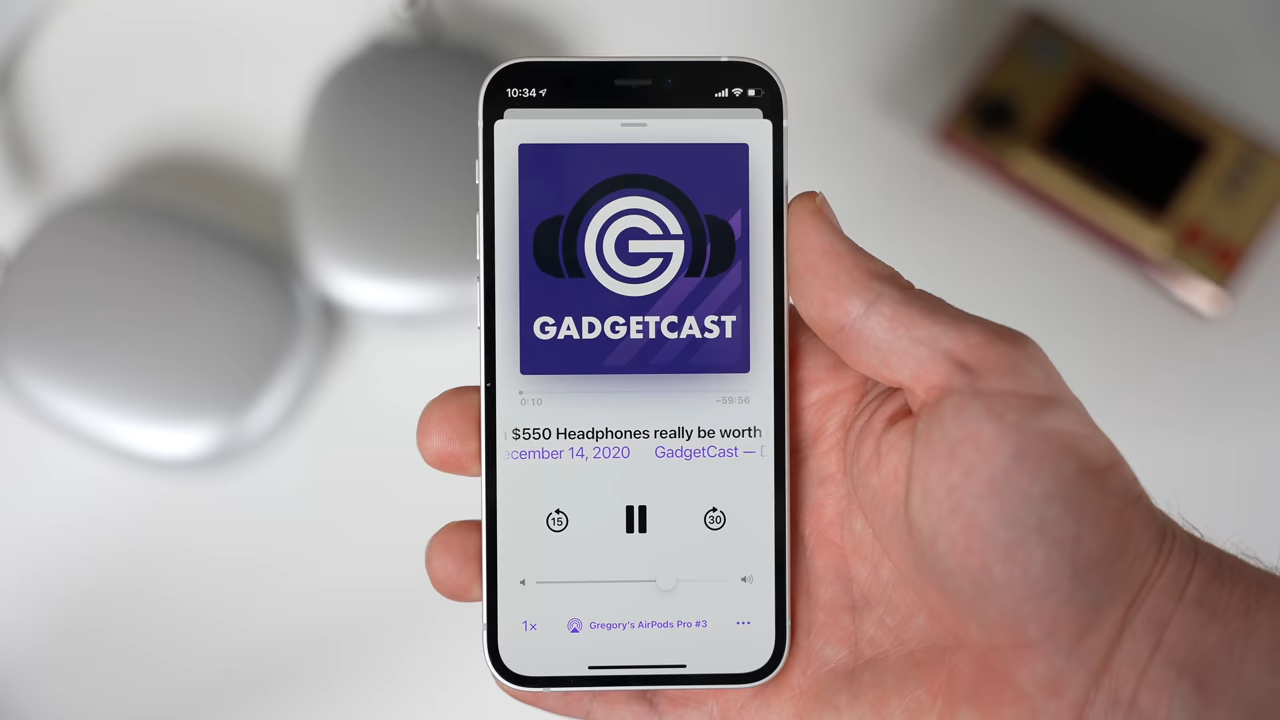 10:34
GADGETCAST
0:10 -59:56
$550 Headphones really be worth
ecember 14, 2020 GadgetCast —
15 30
1× Gregory's AirPods Pro #3